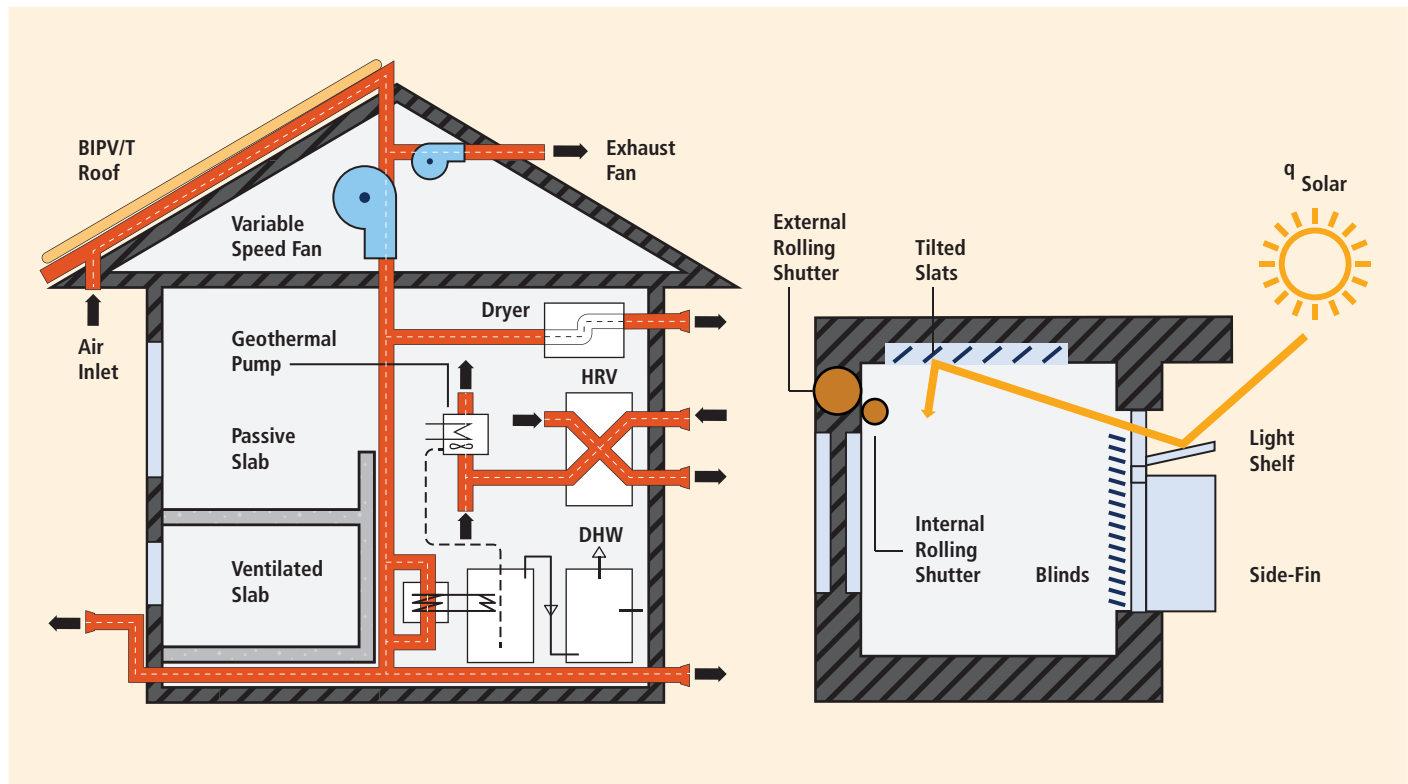 BIPV/T
Roof
Exhaust
Fan
Variable
Speed Fan
Air
Inlet
Dryer
Geothermal
Pump
HRV
Passive
Slab
DHW
Ventilated
Slab
q
Solar
External
Rolling
Shutter
Tilted
Slats
Light
Shelf
Internal
Rolling
Shutter
Blinds
Side-Fin